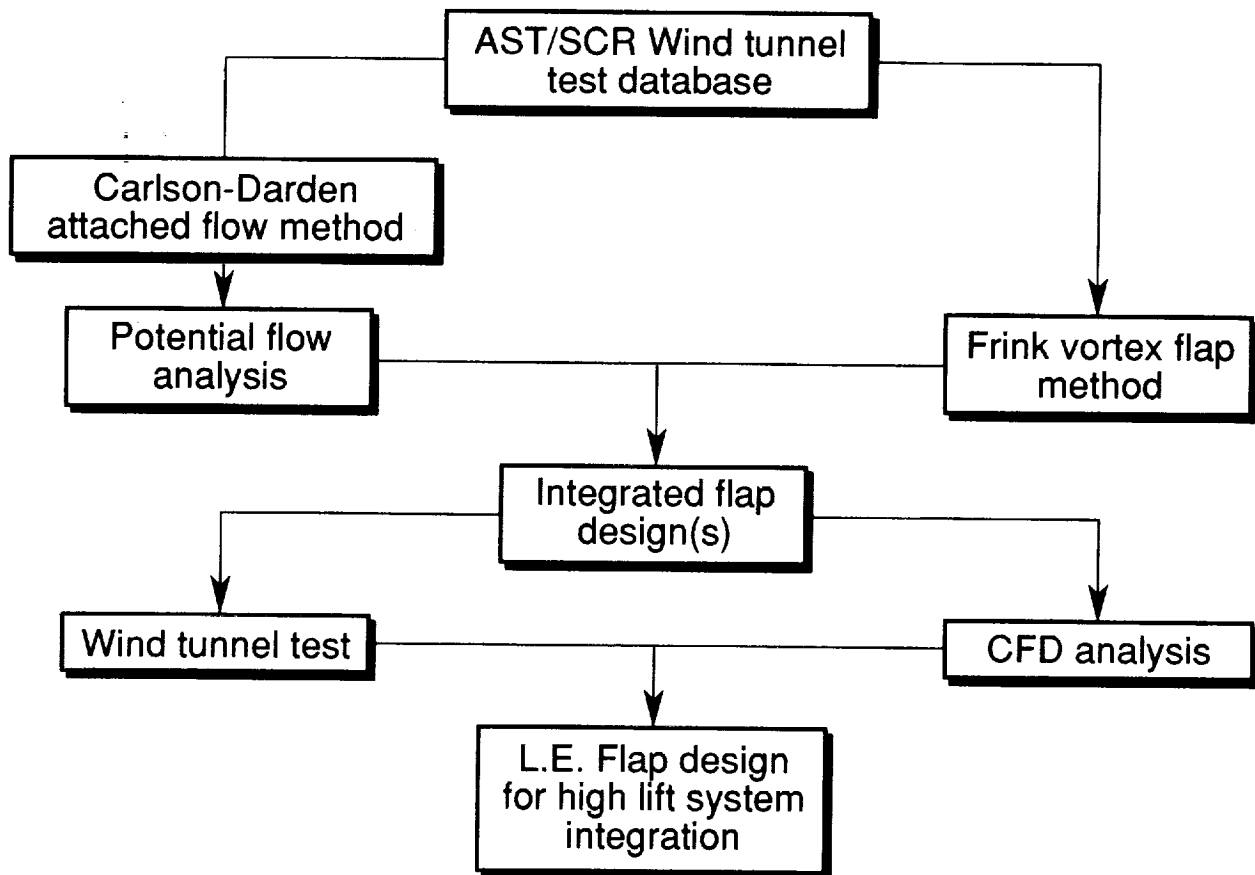 AST/SCR Wind tunnel
test database
Carlson-Darden
attached flow method
Potential flow
analysis
Frink vortex flap
method
Integrated flap
design(s)
Wind tunnel test
CFD analysis
L.E. Flap design
for high lift system
integration